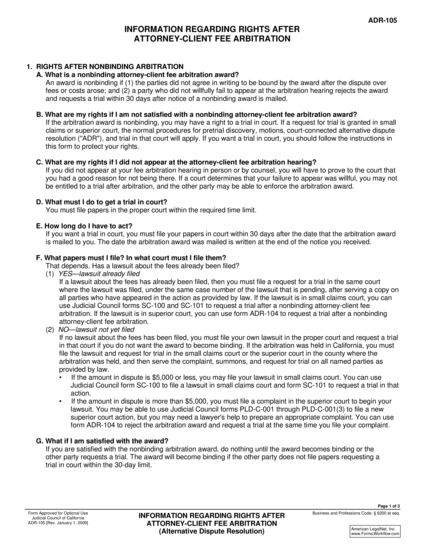 ADR-105
INFORMATION REGARDING RIGHTS AFTER
ATTORNEY-CLIENT FEE ARBITRATION
1. RIGHTS AFTER NONBINDING ARBITRATION
A. What is a nonbinding attorney-client fee arbitration award?
An award is nonbinding if (1) the parties did not agree in writing to be bound by the award after the dispute over
fees or costs arose; and (2) a party who did not willfully fail to appear at the arbitration hearing rejects the award
and requests a trial within 30 days after notice of a nonbinding award is mailed.
B. What are my rights if I am not satisfied with a nonbinding attorney-client fee arbitration award?
If the arbitration award is nonbinding, you may have a right to a trial in court. If a request for trial is granted in small
claims or superior court, the normal procedures for pretrial discovery, motions, court-connected alternative dispute
resolution ("ADR"), and trial in that court will apply. If you want a trial in court, you should follow the instructions in
this form to protect your rights.
C. What are my rights if I did not appear at the attorney-client fee arbitration hearing?
If you did not appear at your fee arbitration hearing in person or by counsel, you will have to prove to the court that
you had a good reason for not being there. If a court determines that your failure to appear was willful, you may not
be entitled to a trial after arbitration, and the other party may be able to enforce the arbitration award.
D. What must I do to get a trial in court?
You must file papers in the proper court within the required time limit.
E. How long do I have to act?
If you want a trial in court, you must file your papers in court within 30 days after the date that the arbitration award
is mailed to you. The date the arbitration award was mailed is written at the end of the notice you received.
F. What papers must I file? In what court must I file them?
That depends. Has a lawsuit about the fees already been filed?
(1) YES—lawsuit already filed
If a lawsuit about the fees has already been filed, then you must file a request for a trial in the same court
where the lawsuit was filed, under the same case number of the lawsuit that is pending, after serving a copy on
all parties who have appeared in the action as provided by law. If the lawsuit is in small claims court, you can
use Judicial Council forms SC-100 and SC-101 to request a trial after a nonbinding attorney-client fee
arbitration. If the lawsuit is in superior court, you can use form ADR-104 to request a trial after a nonbinding
attorney-client fee arbitration.
(2) NO—lawsuit not yet filed
If no lawsuit about the fees has been filed, you must file your own lawsuit in the proper court and request a trial
in that court if you do not want the award to become binding. If the arbitration was held in California, you must
file the lawsuit and request for trial in the small claims court or the superior court in the county where the
arbitration was held, and then serve the complaint, summons, and request for trial on all named parties as
provided by law.
• If the amount in dispute is $5,000 or less, you may file your lawsuit in small claims court. You can use
Judicial Council form SC-100 to file a lawsuit in small claims court and form SC-101 to request a trial in that
action.
• If the amount in dispute is more than $5,000, you must file a complaint in the superior court to begin your
lawsuit. You may be able to use Judicial Council forms PLD-C-001 through PLD-C-001(3) to file a new
superior court action, but you may need a lawyer's help to prepare an appropriate complaint. You can use
form ADR-104 to reject the arbitration award and request a trial at the same time you file your complaint.
G. What if I am satisfied with the award?
If you are satisfied with the nonbinding arbitration award, do nothing until the award becomes binding or the
other party requests a trial. The award will become binding if the other party does not file papers requesting a
trial in court within the 30-day limit.
Page 1 of 3
Form Approved for Optional Use
Judicial Council of California
ADR-105 [Rev. January 1, 2009]
INFORMATION REGARDING RIGHTS AFTER
ATTORNEY-CLIENT FEE ARBITRATION
(Alternative Dispute Resolution)
Business and Professions Code, § 6200 et seq.
American LegalNet, Inc.
www.FormsWorkflow.com